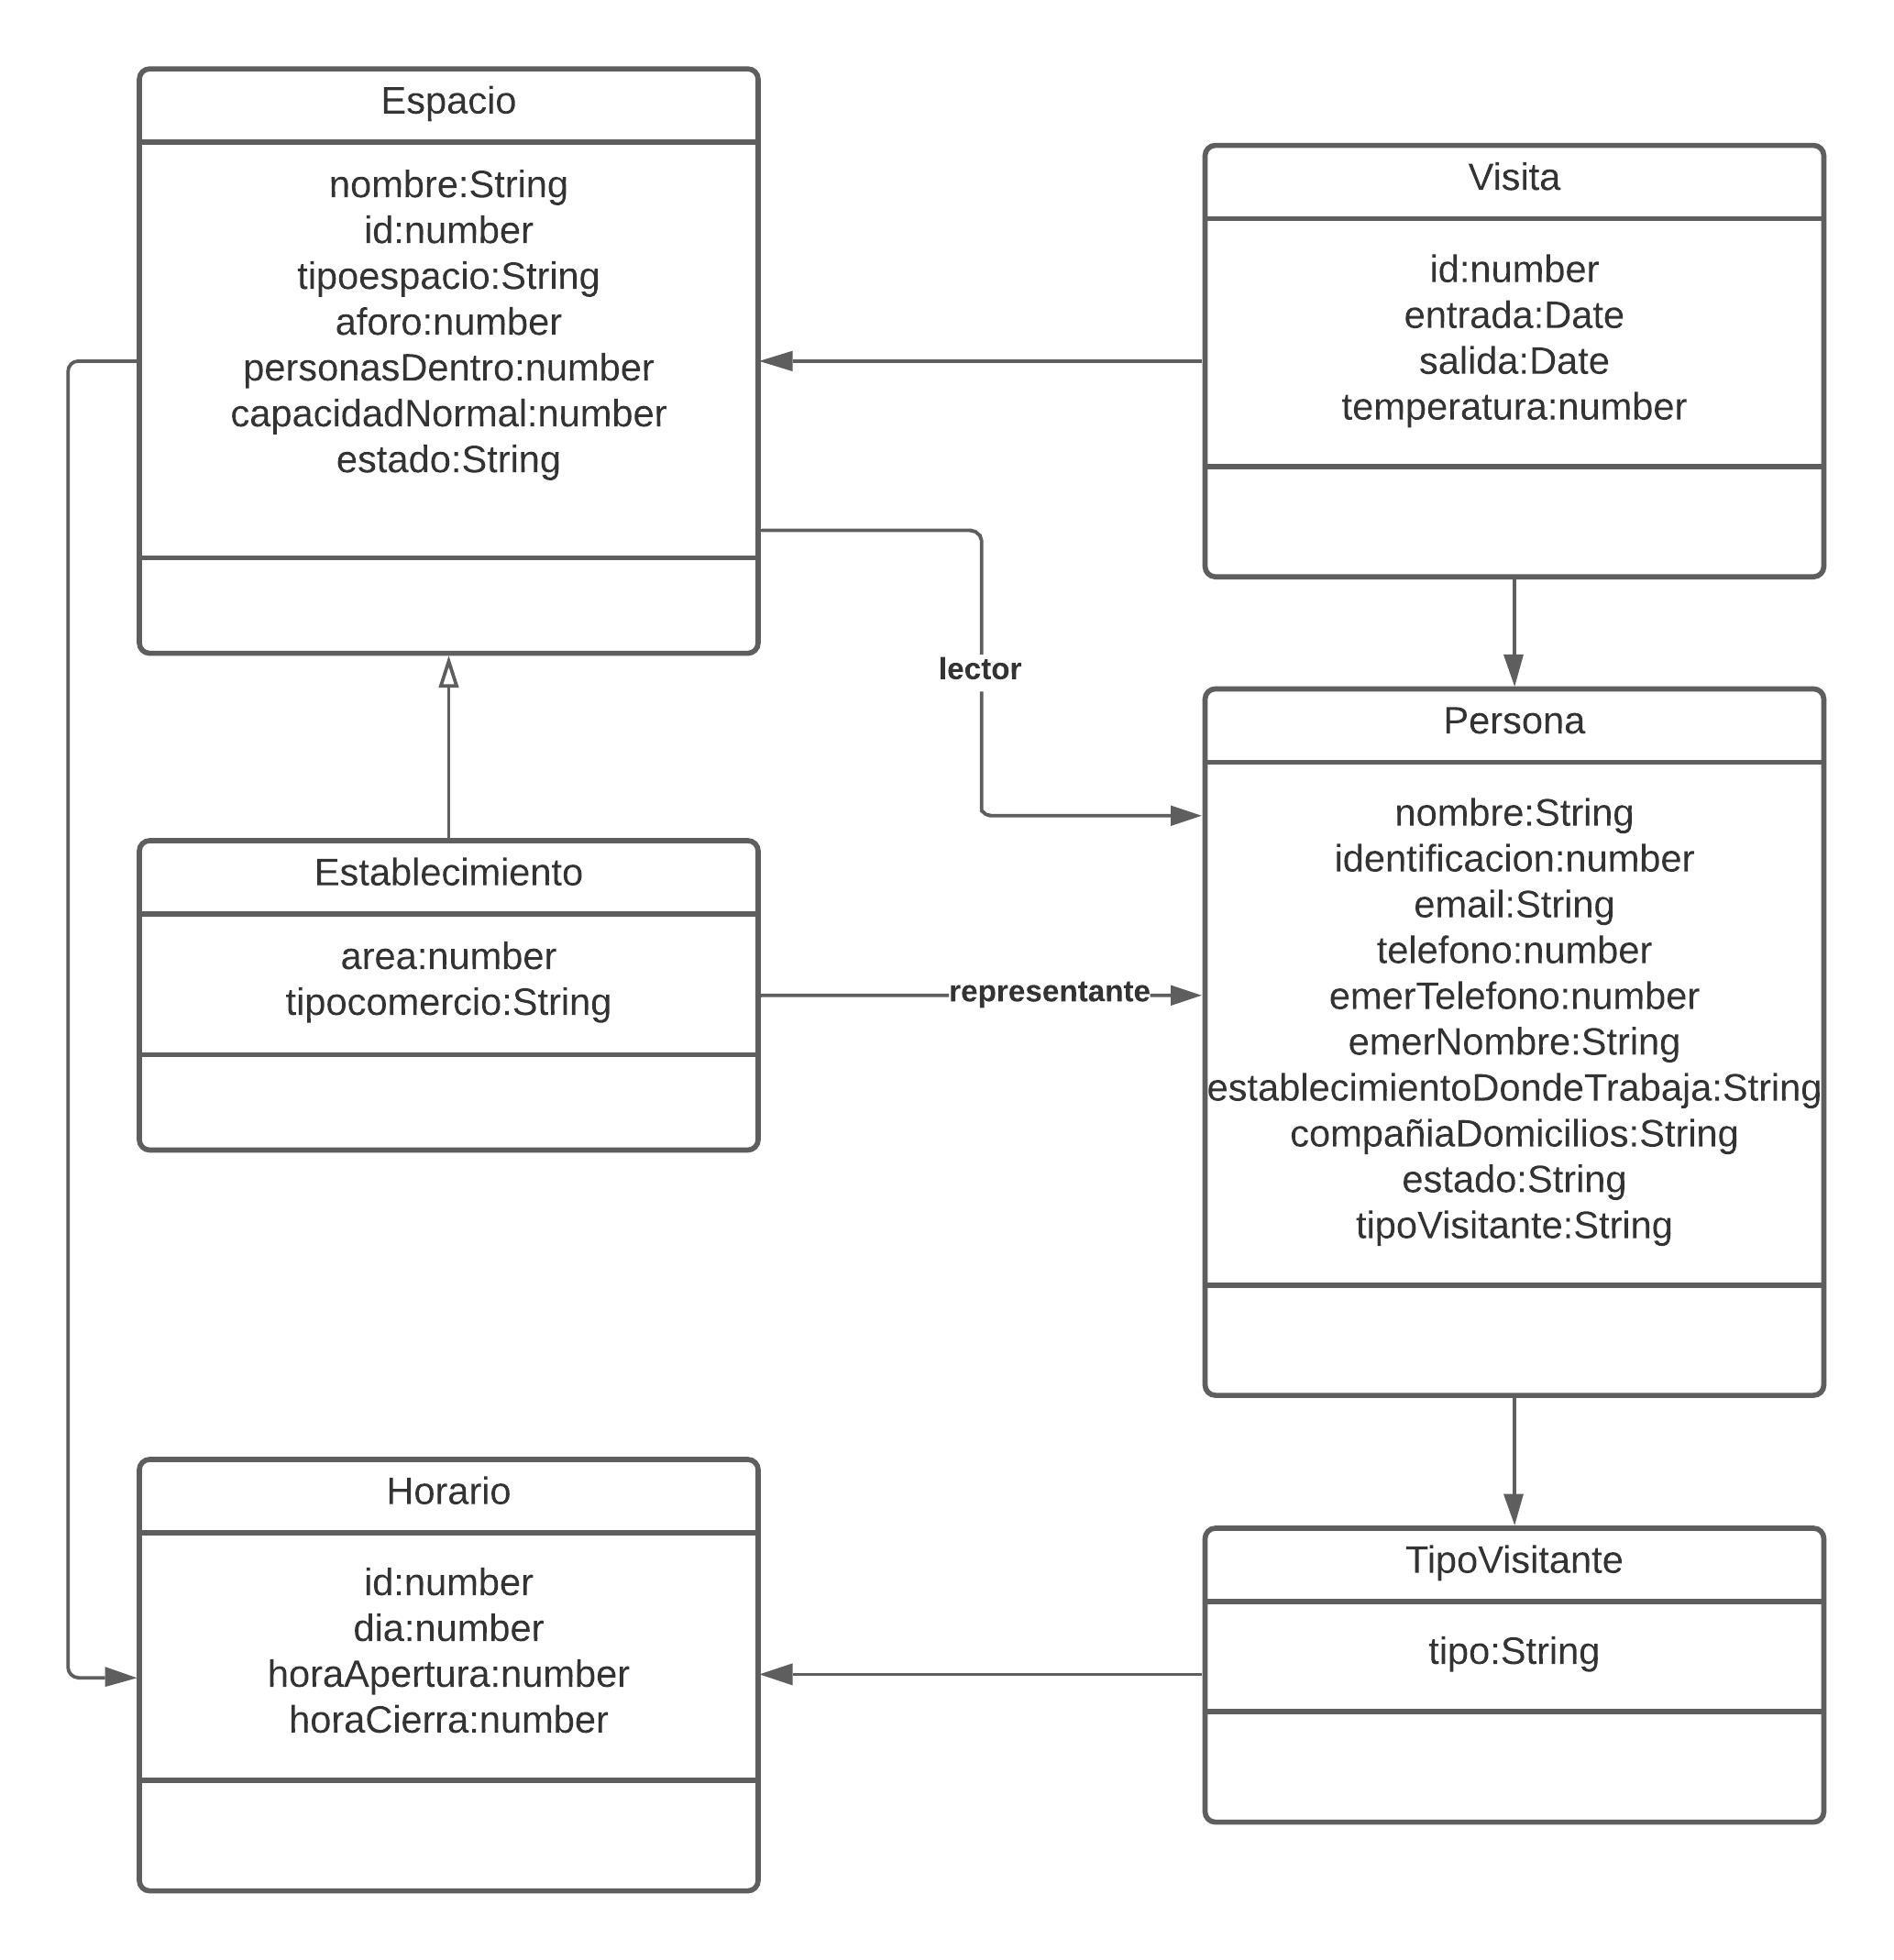 Espacio
nombre:String
id:number
tipoespacio:String
aforo:number
personasDentro:number
capacidadNormal:number
estado:String
Visita
id:number
entrada:Date
salida:Date
temperatura:number
lector
Establecimiento
area:number
tipocomercio:String
representante
Persona
nombre:String
identificacion:number
email:String
telefono:number
emerTelefono:number
emerNombre:String
establecimientoDondeTrabaja:String
compañiaDomicilios:String
estado:String
tipoVisitante:String
Horario
id:number
dia:number
horaApertura:number
horaCierra:number
TipoVisitante
tipo:String